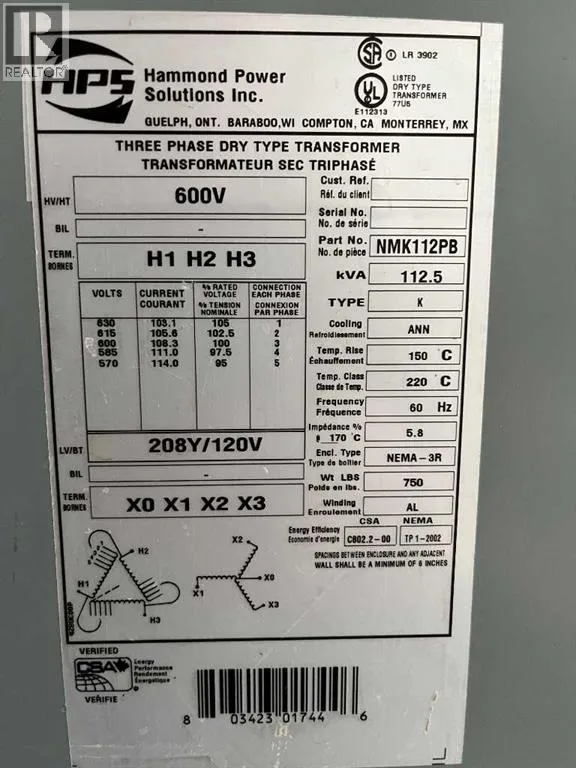 R
REALTOR®
HPS
Hammond Power
Solutions Inc.
GUELPH, ONT. BARABOO,WI COMPTON, CA MONTERREY, MX
LR 3902
LISTED
DRY TYPE
TRANSFORMER
77U5
E112313
THREE PHASE DRY TYPE TRANSFORMER
TRANSFORMATEUR SEC TRIPHASÉ
HV/HT 600V
BIL -
TERM. H1 H2 H3
BORNES
VOLTS CURRENT COURANT % RATED VOLTAGE % TENSION NOMINALE CONNECTION EACH PHASE CONNEXION PAR PHASE
630 103.1 105 1
615 105.6 102.5 2
600 108.3 100 3
585 111.0 97.5 4
570 114.0 95 5
LV/BT 208Y/120V
BIL -
TERM. X0 X1 X2 X3
BORNES
Cust. Ref.
Réf. du client
Serial No.
No. de série
Part No. NMK112PB
No. de pièce
kVA 112.5
TYPE K
Cooling ANN
Refroidissement
Temp. Rise 150 °C
Échauffement
Temp. Class 220 °C
Classe de Temp.
Frequency 60 Hz
Fréquence
Impédance % 5.8
170 °C
Encl. Type NEMA-3R
Type de boîtier
Wt LBS 750
Poids en lbs.
Winding AL
Enroulement
CSA NEMA
Energy Efficiency
Economie d'énergie C802.2-00 TP 1-2002
SPACINGS BETWEEN ENCLOSURE AND ANY ADJACENT
WALL SHALL BE A MINIMUM OF 6 INCHES
H2
H1
H3
X2
X0
X1
X3
VERIFIED
CSA
Energy
Performance
Rendement
Énergétique
VERIFIÉ
8 03423 01744 6